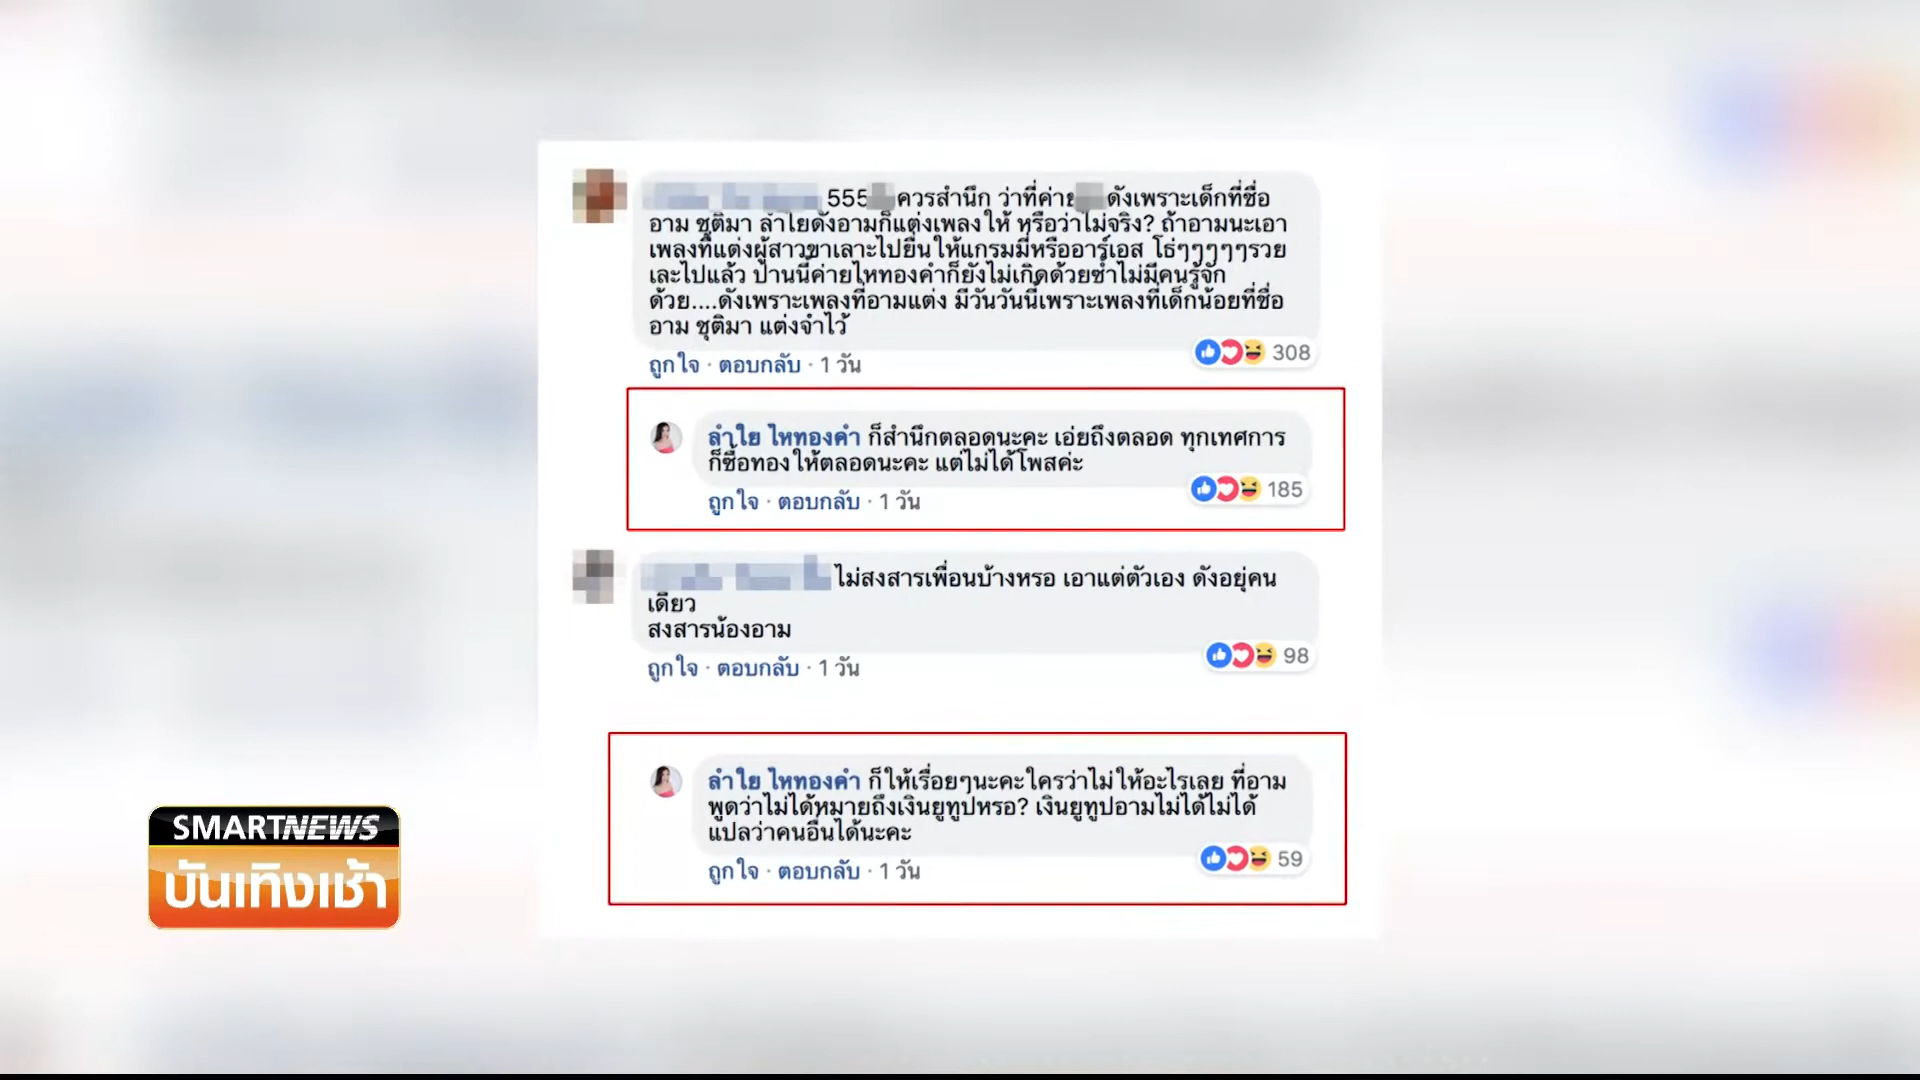 555 ควรสำนึก ว่าที่ค่าย ดังเพราะเด็กที่ชื่อ
อาม ชุติมา ลำไยดังอามก็แต่งเพลงให้ หรือว่าไม่จริง? ถ้าอามนะเอา
เพลงที่แต่งผู้สาวขาเลาะไปยื่นให้แกรมมี่หรืออาร์เอส โธ่ๆๆๆๆๆรวย
เละไปแล้ว ป่านนี้ค่ายไหทองคำก็ยังไม่เกิดด้วยซ้ำไม่มีคนรู้จัก
ด้วย....ดังเพราะเพลงที่อามแต่ง มีวันวันนี้เพราะเพลงที่เด็กน้อยที่ชื่อ
อาม ชุติมา แต่งจำไว้
308
ถูกใจ · ตอบกลับ · 1 วัน
ลำใย ไหทองคำ ก็สำนึกตลอดนะคะ เอ่ยถึงตลอด ทุกเทศการ
ก็ซื้อทองให้ตลอดนะคะ แต่ไม่ได้โพสค่ะ
185
ถูกใจ · ตอบกลับ · 1 วัน
ไม่สงสารเพื่อนบ้างหรอ เอาแต่ตัวเอง ดังอยุ่คน
เดียว
สงสารน้องอาม
98
ถูกใจ · ตอบกลับ · 1 วัน
ลำใย ไหทองคำ ก็ให้เรื่อยๆนะคะใครว่าไม่ให้อะไรเลย ที่อาม
พูดว่าไม่ได้หมายถึงเงินยูทูปหรอ? เงินยูทูปอามไม่ได้ไม่ได้
แปลว่าคนอื่นได้นะคะ
59
ถูกใจ · ตอบกลับ · 1 วัน
SMARTNEWS
บันเทิงเช้า